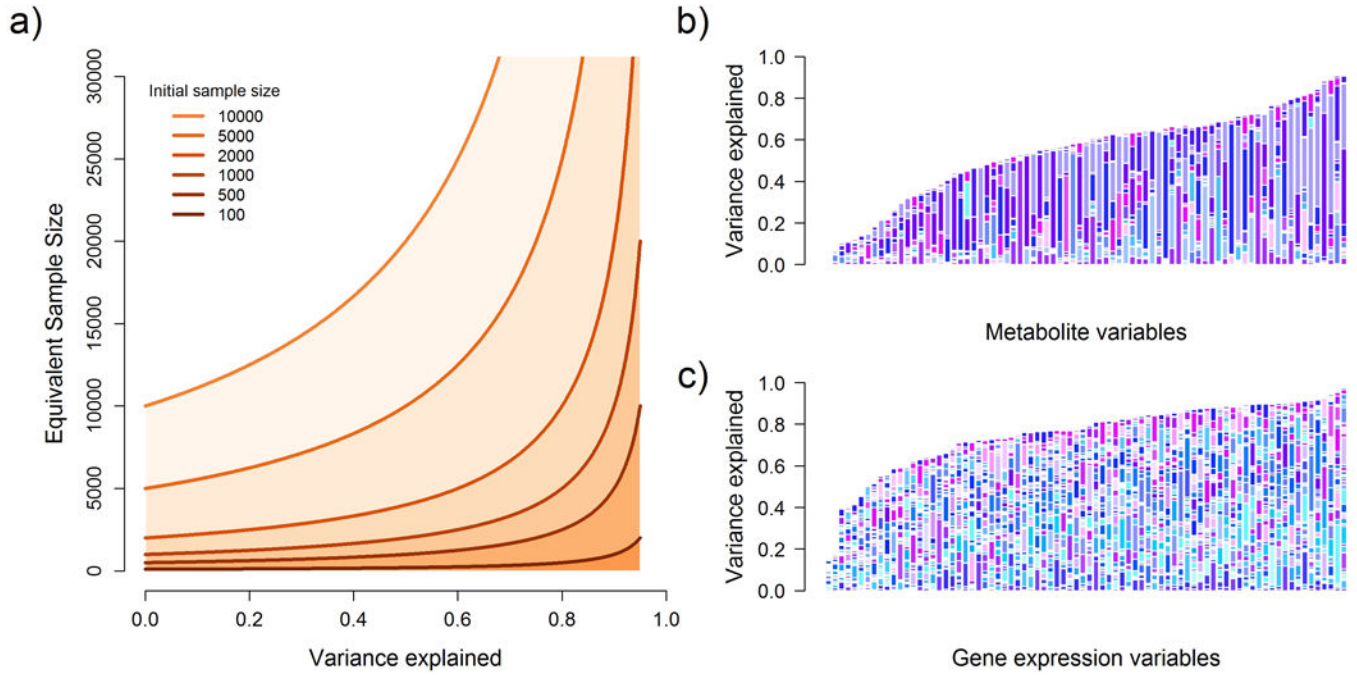 a)
Equivalent Sample Size
30000
25000
20000
15000
10000
5000
0
Initial sample size
10000
5000
2000
1000
500
100
0.0 0.2 0.4 0.6 0.8 1.0
Variance explained
b)
Variance explained
1.0
0.8
0.6
0.4
0.2
0.0
Metabolite variables
c)
Variance explained
1.0
0.8
0.6
0.4
0.2
0.0
Gene expression variables